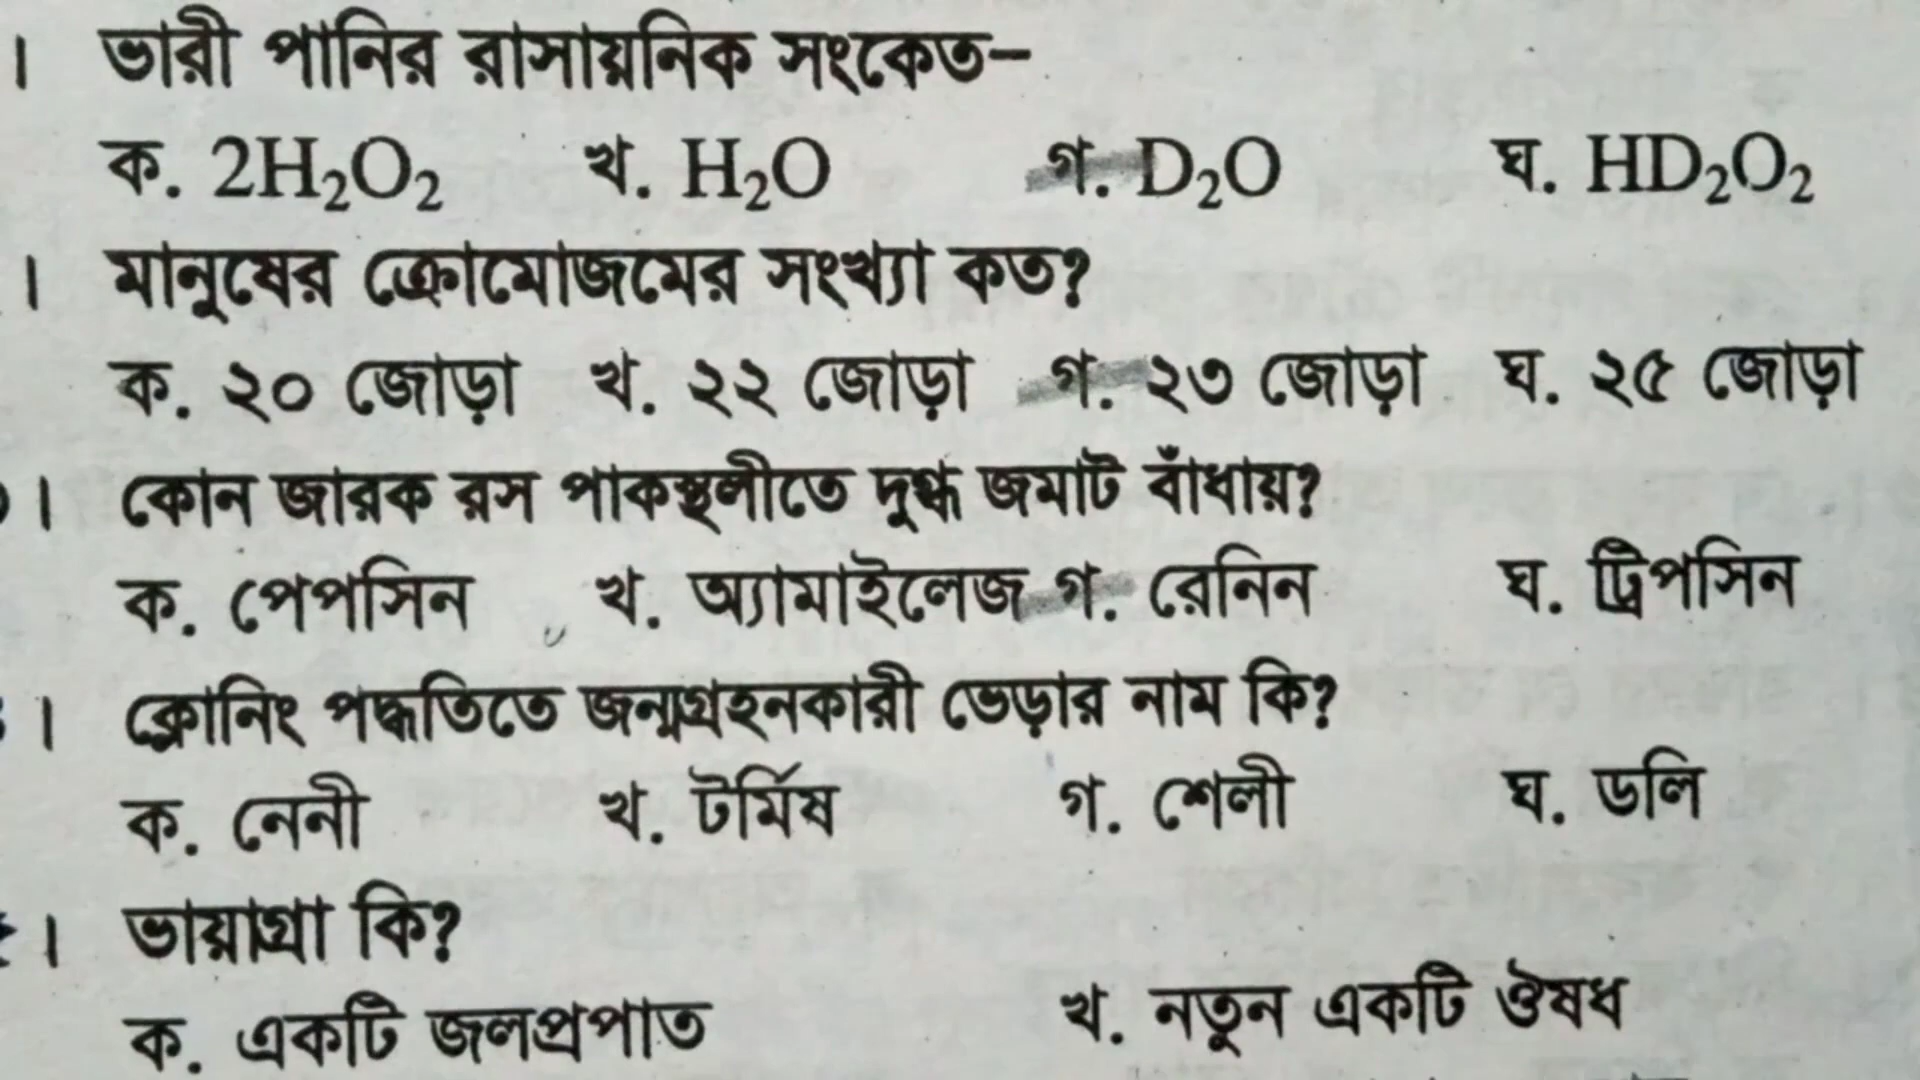 । ভারী পানির রাসায়নিক সংকেত–
ক. 2H₂O₂ খ. H₂O গ. D₂O ঘ. HD₂O₂
। মানুষের ক্রোমোজমের সংখ্যা কত?
ক. ২০ জোড়া খ. ২২ জোড়া গ. ২৩ জোড়া ঘ. ২৫ জোড়া
। কোন জারক রস পাকস্থলীতে দুগ্ধ জমাট বাঁধায়?
ক. পেপসিন খ. অ্যামাইলেজ গ. রেনিন ঘ. ট্রিপসিন
। ক্লোনিং পদ্ধতিতে জন্মগ্রহনকারী ভেড়ার নাম কি?
ক. নেনী খ. টর্মিষ গ. শেলী ঘ. ডলি
। ভায়াগ্রা কি?
ক. একটি জলপ্রপাত খ. নতুন একটি ঔষধ